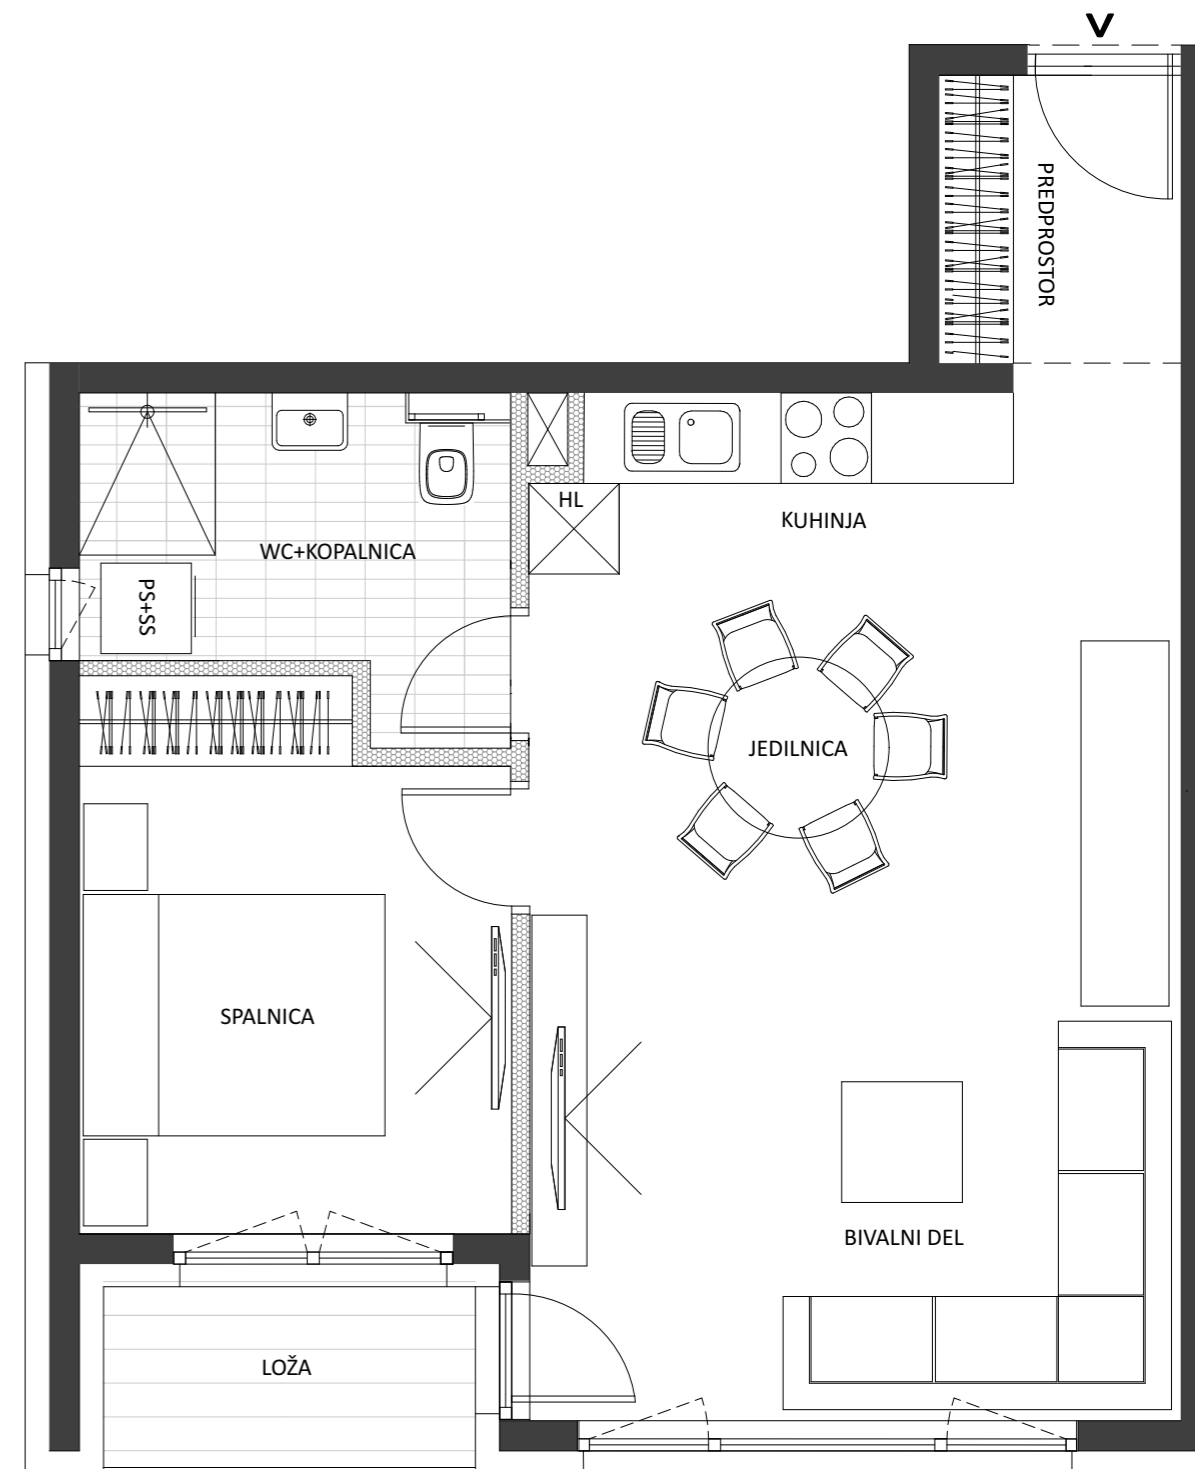 V
PREDPROSTOR
HL
KUHINJA
WC+KOPALNICA
PS+SS
JEDILNICA
SPALNICA
BIVALNI DEL
LOŽA